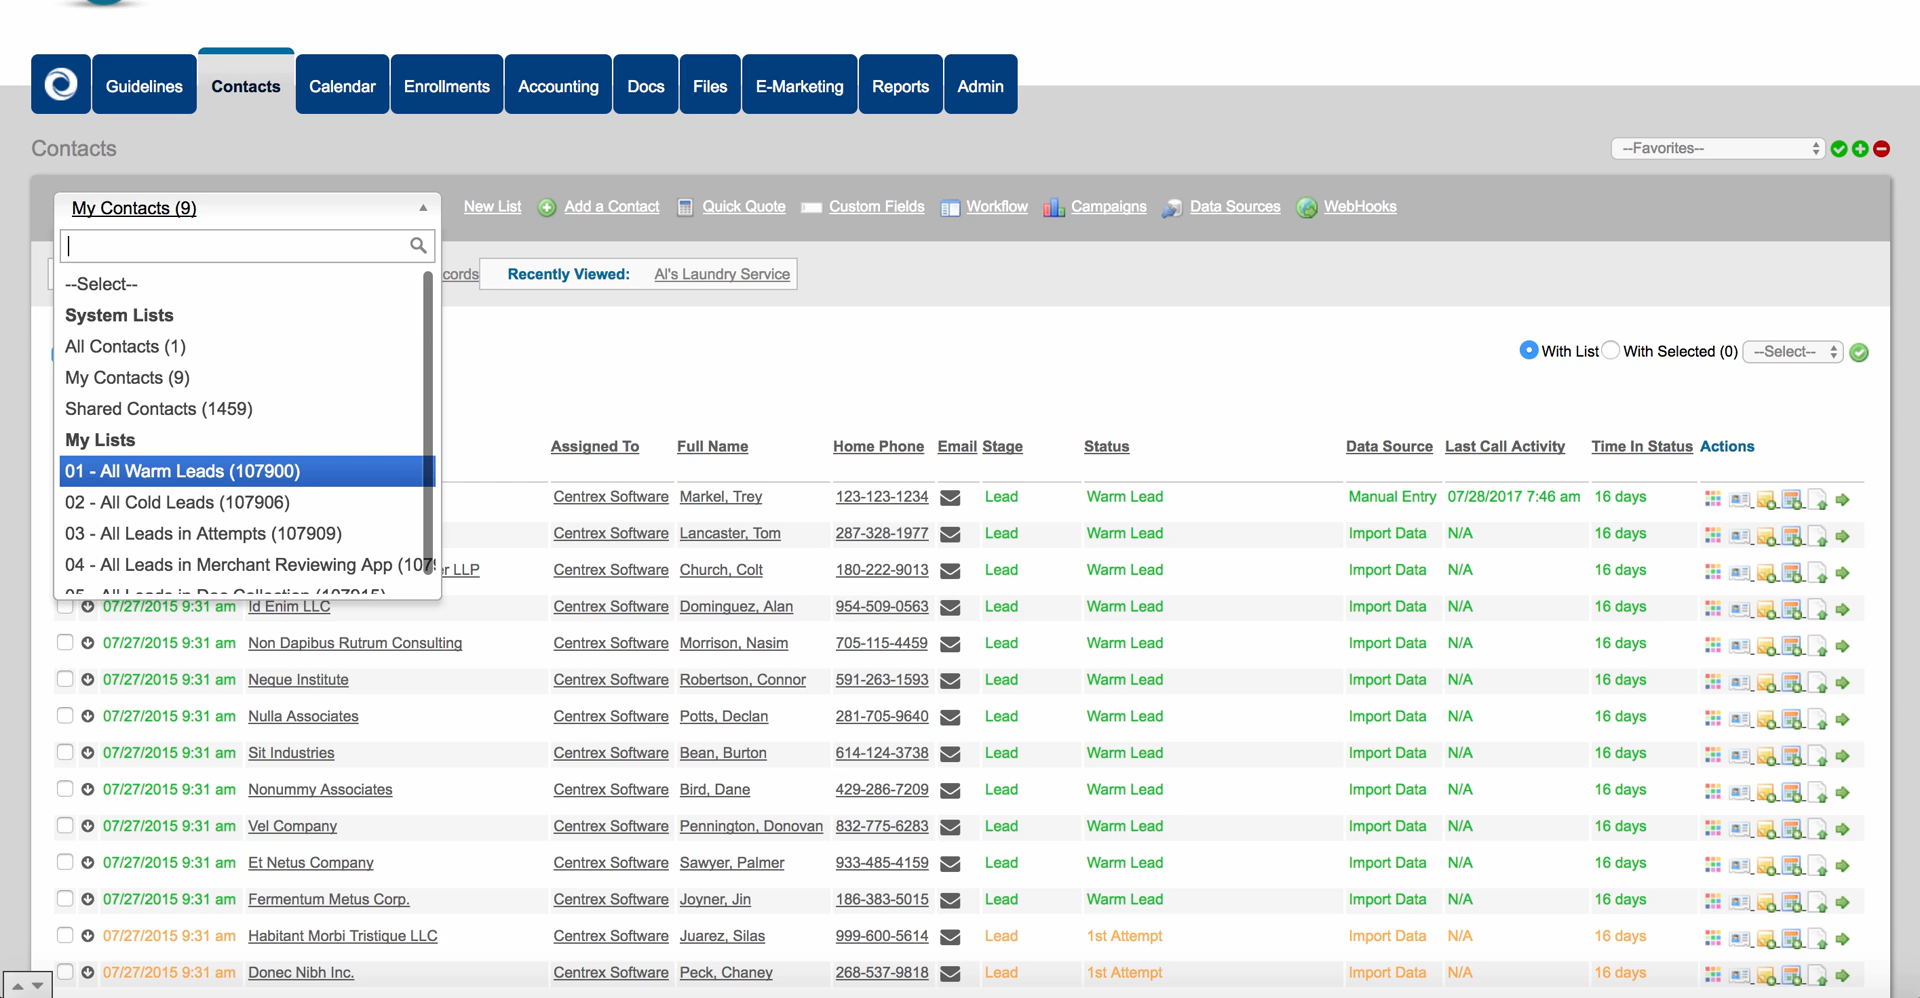 Guidelines Contacts Calendar Enrollments Accounting Docs Files E-Marketing Reports Admin
Contacts --Favorites--
My Contacts (9) New List Add a Contact Quick Quote Custom Fields Workflow Campaigns Data Sources WebHooks
cords Recently Viewed: Al's Laundry Service
--Select--
System Lists
All Contacts (1)
My Contacts (9)
Shared Contacts (1459)
My Lists
01 - All Warm Leads (107900)
02 - All Cold Leads (107906)
03 - All Leads in Attempts (107909)
04 - All Leads in Merchant Reviewing App (107
With List With Selected (0) --Select--
Assigned To Full Name Home Phone Email Stage Status Data Source Last Call Activity Time In Status Actions
Centrex Software Markel, Trey 123-123-1234 Lead Warm Lead Manual Entry 07/28/2017 7:46 am 16 days
Centrex Software Lancaster, Tom 287-328-1977 Lead Warm Lead Import Data N/A 16 days
r LLP Centrex Software Church, Colt 180-222-9013 Lead Warm Lead Import Data N/A 16 days
07/27/2015 9:31 am Id Enim LLC Centrex Software Dominguez, Alan 954-509-0563 Lead Warm Lead Import Data N/A 16 days
07/27/2015 9:31 am Non Dapibus Rutrum Consulting Centrex Software Morrison, Nasim 705-115-4459 Lead Warm Lead Import Data N/A 16 days
07/27/2015 9:31 am Neque Institute Centrex Software Robertson, Connor 591-263-1593 Lead Warm Lead Import Data N/A 16 days
07/27/2015 9:31 am Nulla Associates Centrex Software Potts, Declan 281-705-9640 Lead Warm Lead Import Data N/A 16 days
07/27/2015 9:31 am Sit Industries Centrex Software Bean, Burton 614-124-3738 Lead Warm Lead Import Data N/A 16 days
07/27/2015 9:31 am Nonummy Associates Centrex Software Bird, Dane 429-286-7209 Lead Warm Lead Import Data N/A 16 days
07/27/2015 9:31 am Vel Company Centrex Software Pennington, Donovan 832-775-6283 Lead Warm Lead Import Data N/A 16 days
07/27/2015 9:31 am Et Netus Company Centrex Software Sawyer, Palmer 933-485-4159 Lead Warm Lead Import Data N/A 16 days
07/27/2015 9:31 am Fermentum Metus Corp. Centrex Software Joyner, Jin 186-383-5015 Lead Warm Lead Import Data N/A 16 days
07/27/2015 9:31 am Habitant Morbi Tristique LLC Centrex Software Juarez, Silas 999-600-5614 Lead 1st Attempt Import Data N/A 16 days
07/27/2015 9:31 am Donec Nibh Inc. Centrex Software Peck, Chaney 268-537-9818 Lead 1st Attempt Import Data N/A 16 days